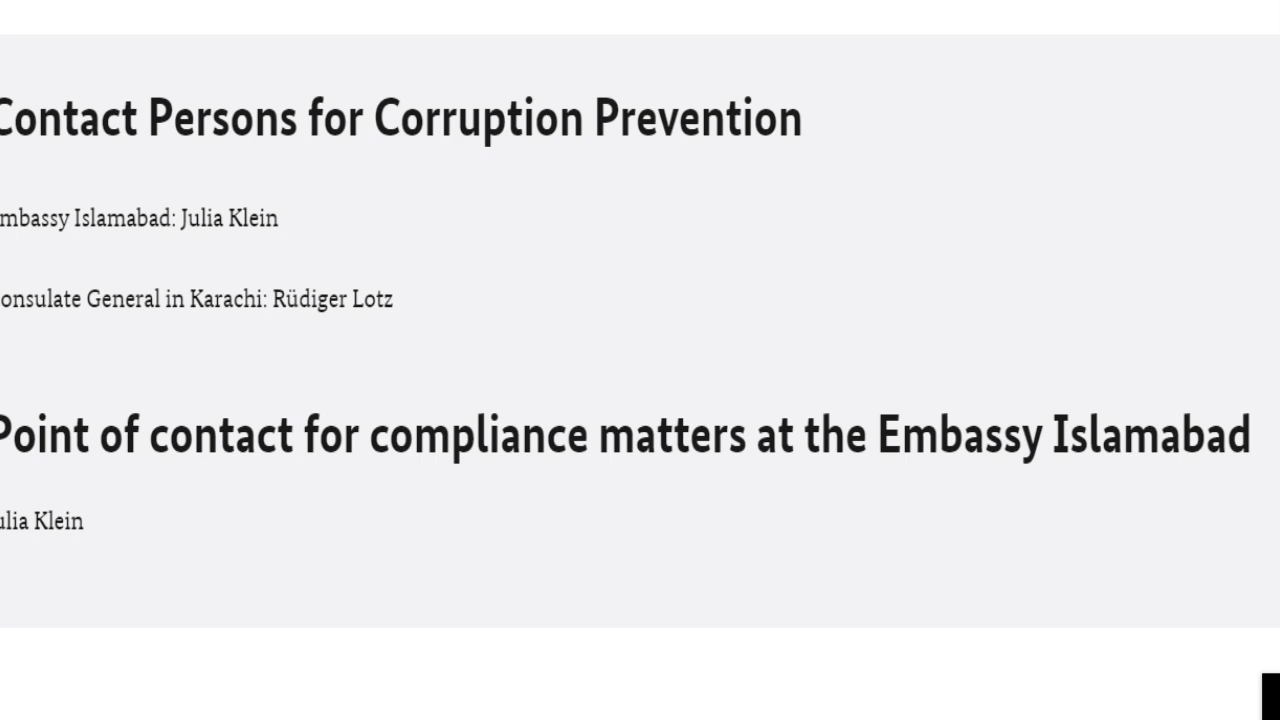 Contact Persons for Corruption Prevention
mbassy Islamabad: Julia Klein
onsulate General in Karachi: Rüdiger Lotz
Point of contact for compliance matters at the Embassy Islamabad
ulia Klein